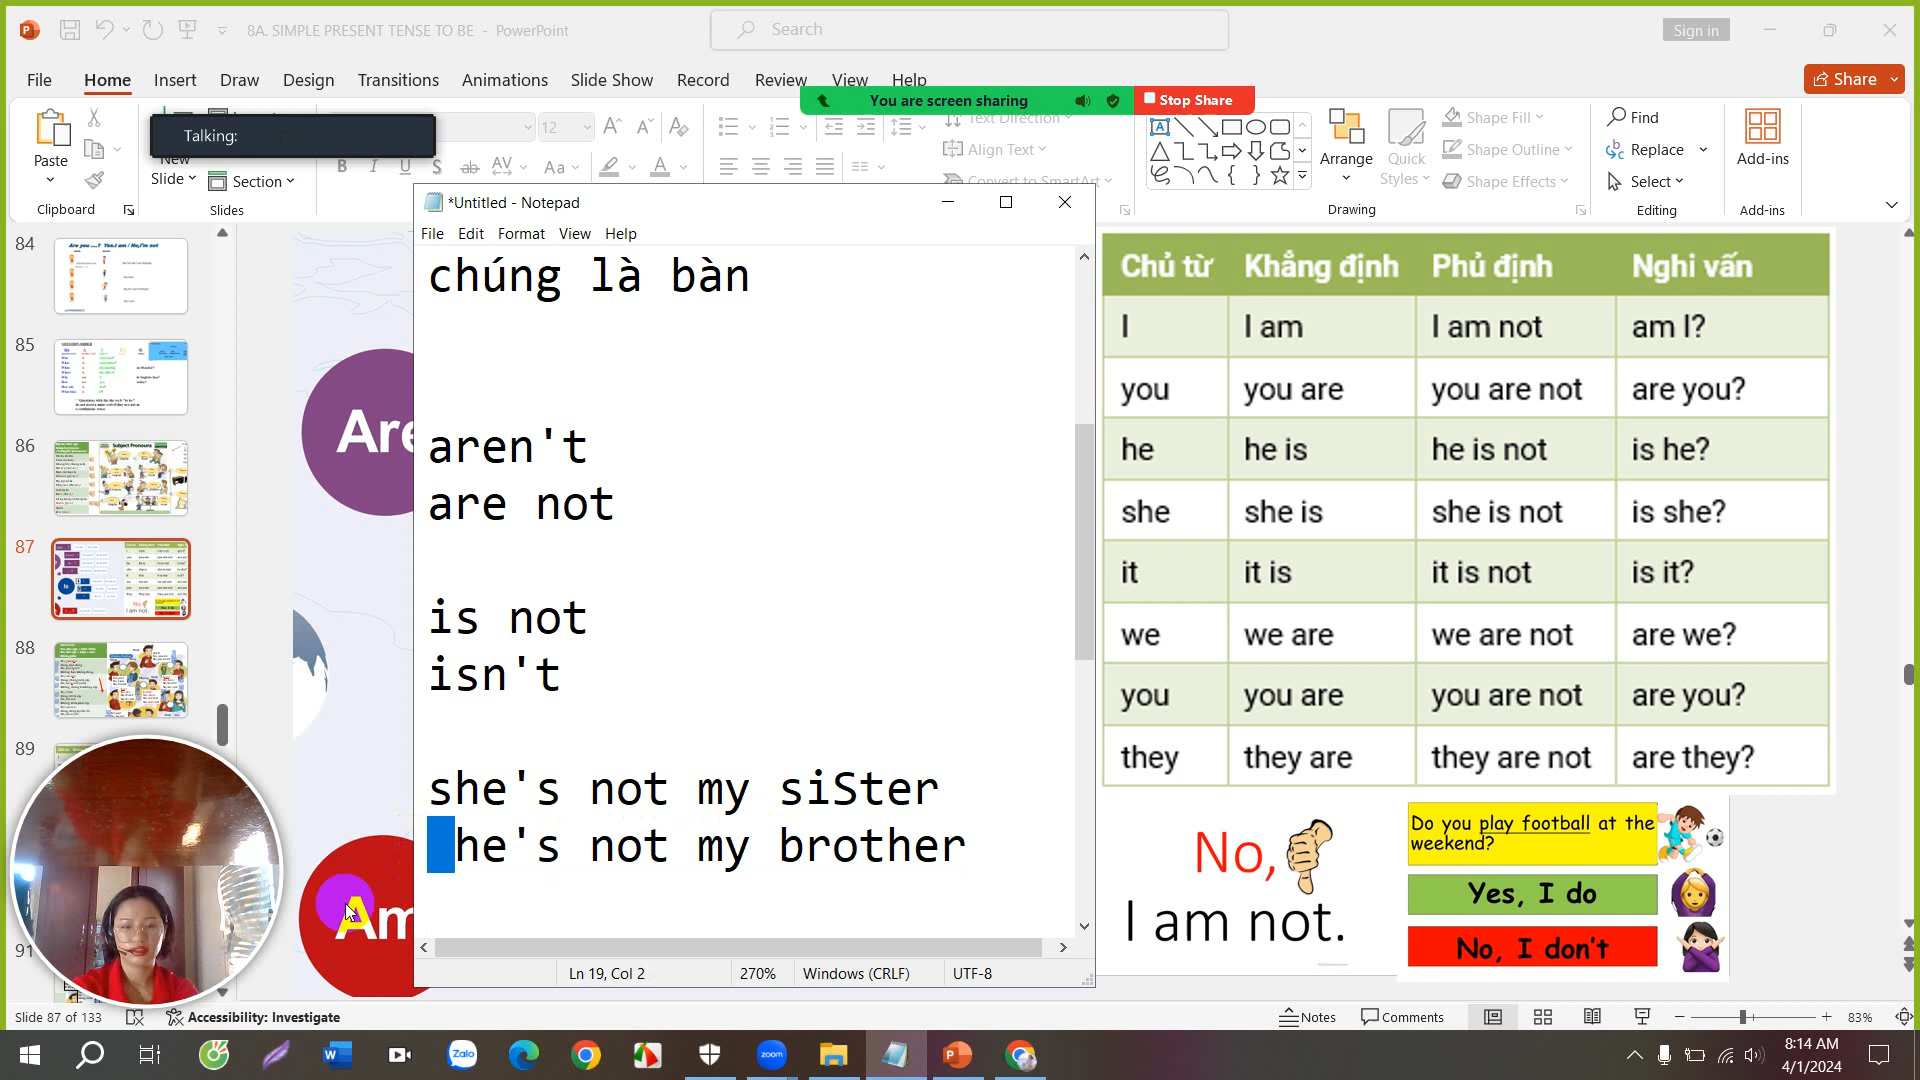 8A. SIMPLE PRESENT TENSE TO BE - PowerPoint
Search
Sign in
File Home Insert Draw Design Transitions Animations Slide Show Record Review View Help
Share
You are screen sharing
Stop Share
Talking:
Paste
New
Slide
Section
12
Text Direction
Align Text
Convert to SmartArt
Arrange
Quick
Styles
Shape Fill
Shape Outline
Shape Effects
Find
Replace
Select
Add-ins
Clipboard
Slides
Drawing
Editing
Add-ins
*Untitled - Notepad
File Edit Format View Help
chúng là bàn
aren't
are not
is not
isn't
she's not my siSter
he's not my brother
Ln 19, Col 2
270%
Windows (CRLF)
UTF-8
84
85
86
Subject Pronouns
87
88
89
91
Are
Am
Chủ từ Khẳng định Phủ định Nghi vấn
I I am I am not am I?
you you are you are not are you?
he he is he is not is he?
she she is she is not is she?
it it is it is not is it?
we we are we are not are we?
you you are you are not are you?
they they are they are not are they?
No,
I am not.
Do you play football at the
weekend?
Yes, I do
No, I don't
Slide 87 of 133
Accessibility: Investigate
Notes
Comments
83%
Zalo
zoom
8:14 AM
4/1/2024